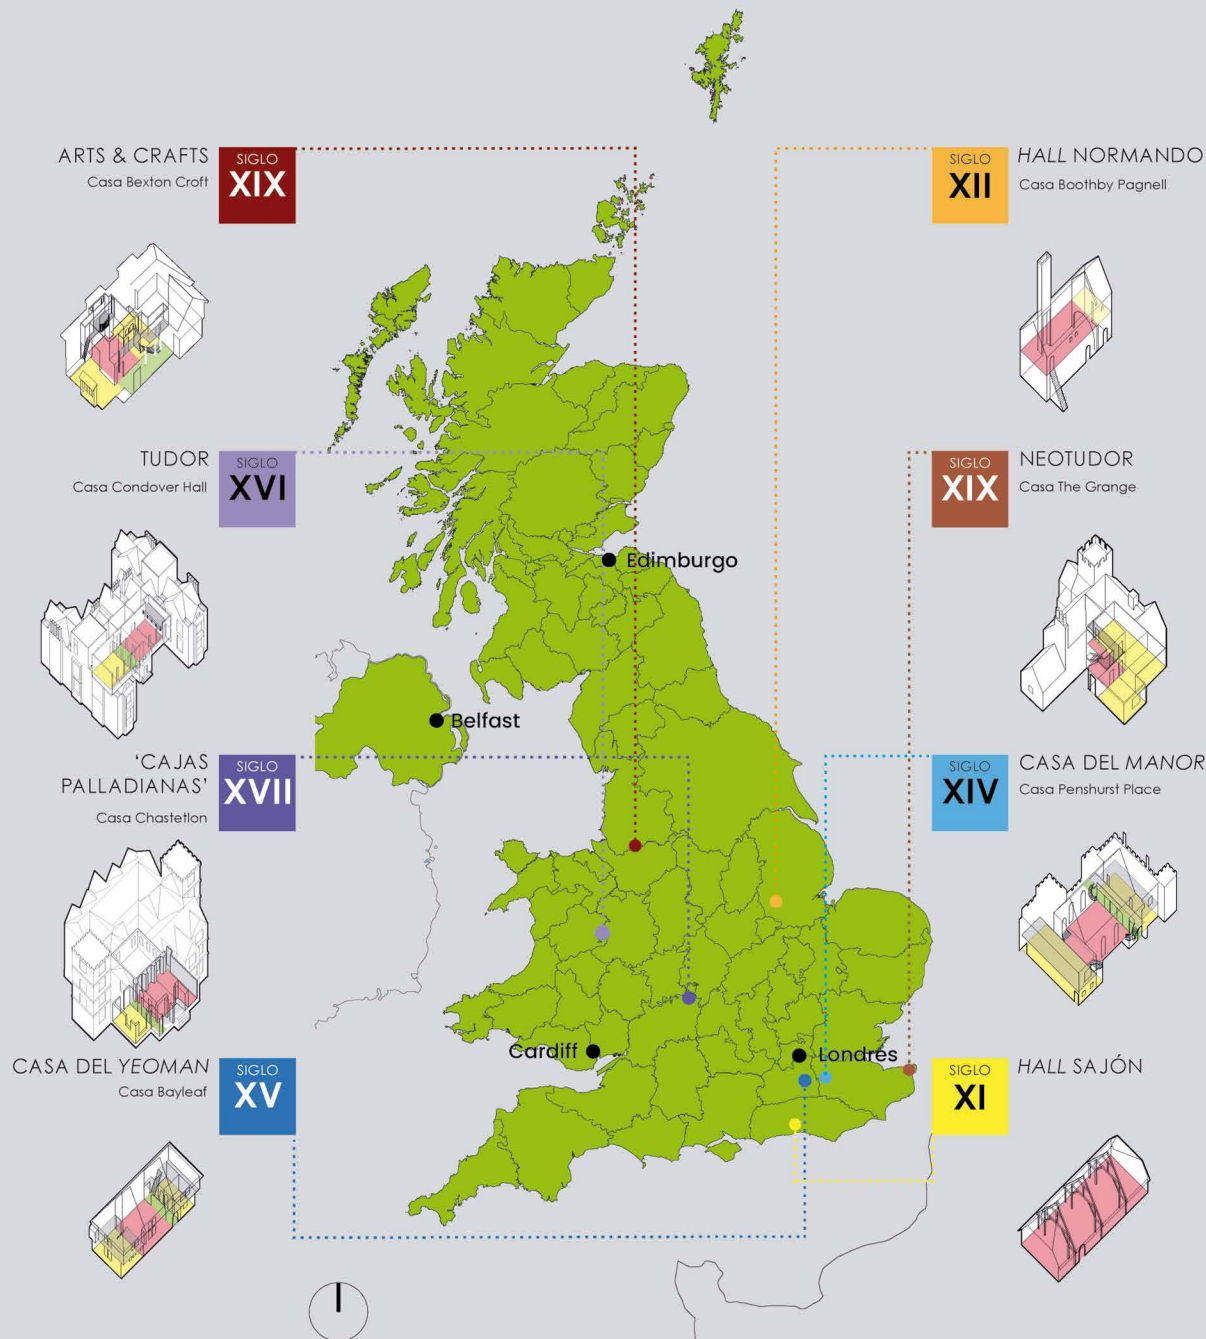 ARTS & CRAFTS
Casa Bexton Croft
SIGLO
XIX
SIGLO
XII
HALL NORMANDO
Casa Boothby Pagnell
TUDOR
Casa Condover Hall
SIGLO
XVI
SIGLO
XIX
NEOTUDOR
Casa The Grange
Edimburgo
Belfast
'CAJAS
PALLADIANAS'
Casa Chastetlon
SIGLO
XVII
SIGLO
XIV
CASA DEL MANOR
Casa Penshurst Place
Cardiff
Londres
CASA DEL YEOMAN
Casa Bayleaf
SIGLO
XV
SIGLO
XI
HALL SAJÓN